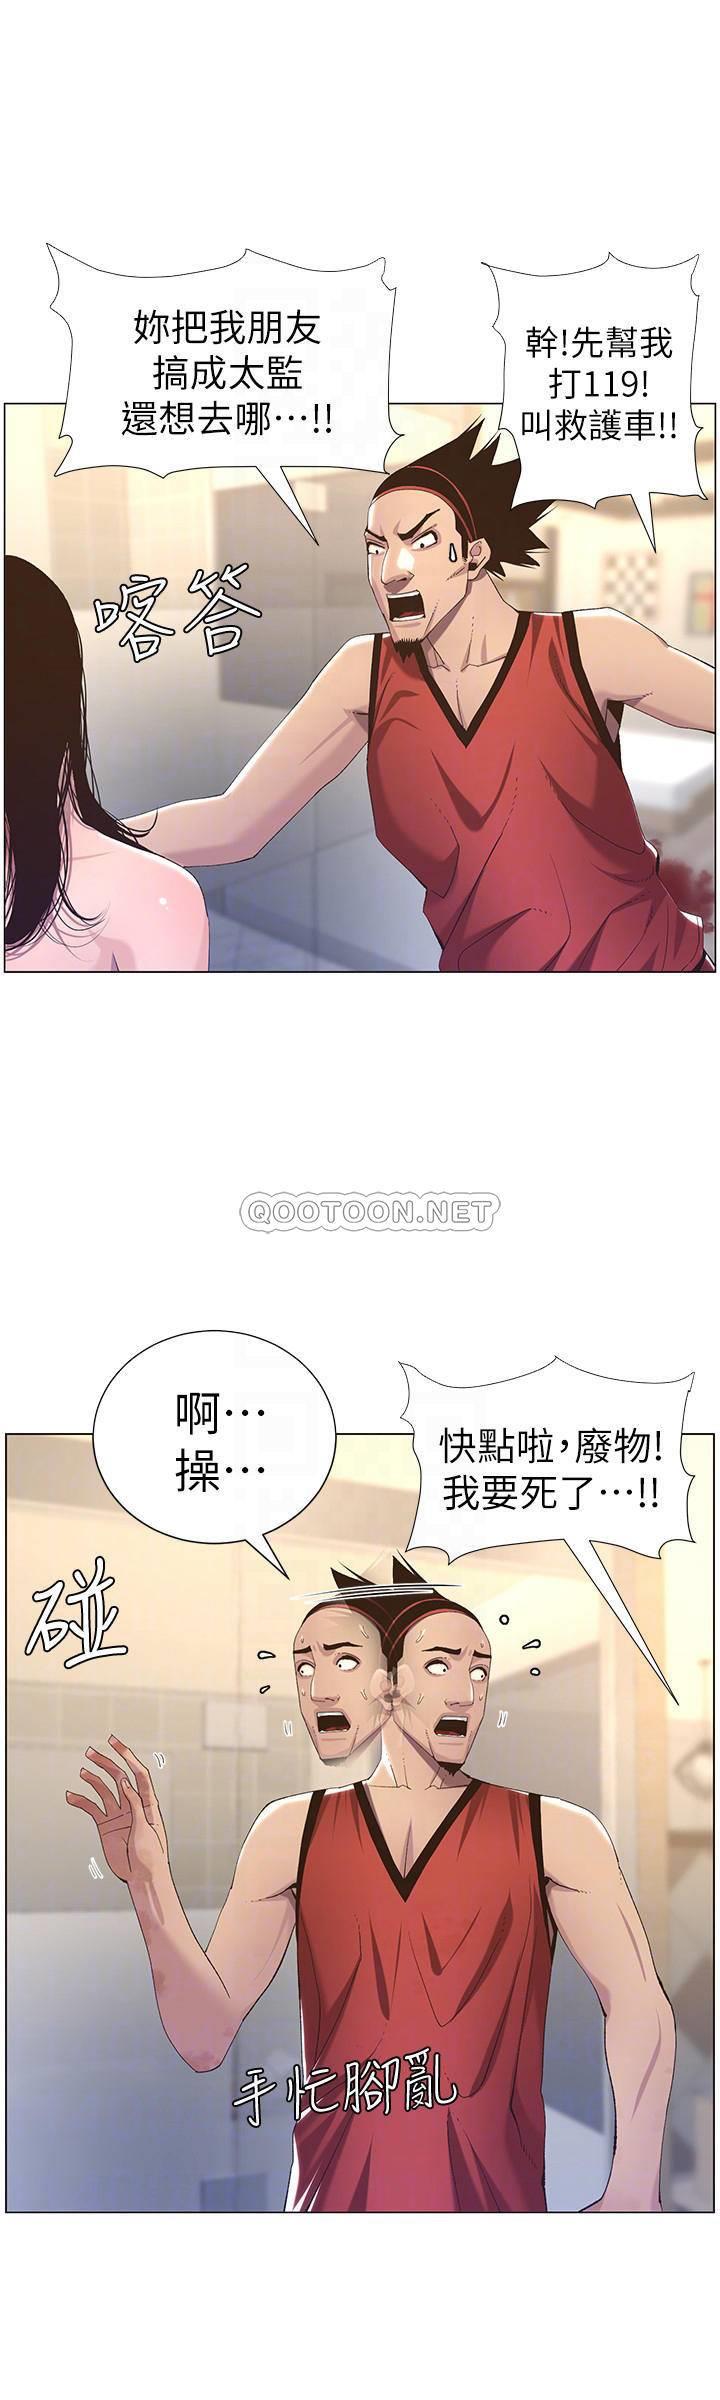 妳把我朋友
搞成太監
還想去哪…!!
幹!先幫我
打119!
叫救護車!!
喀答
QOOTOON.NET
啊…
操…
快點啦,廢物!
我要死了…!!
碰
手忙腳亂